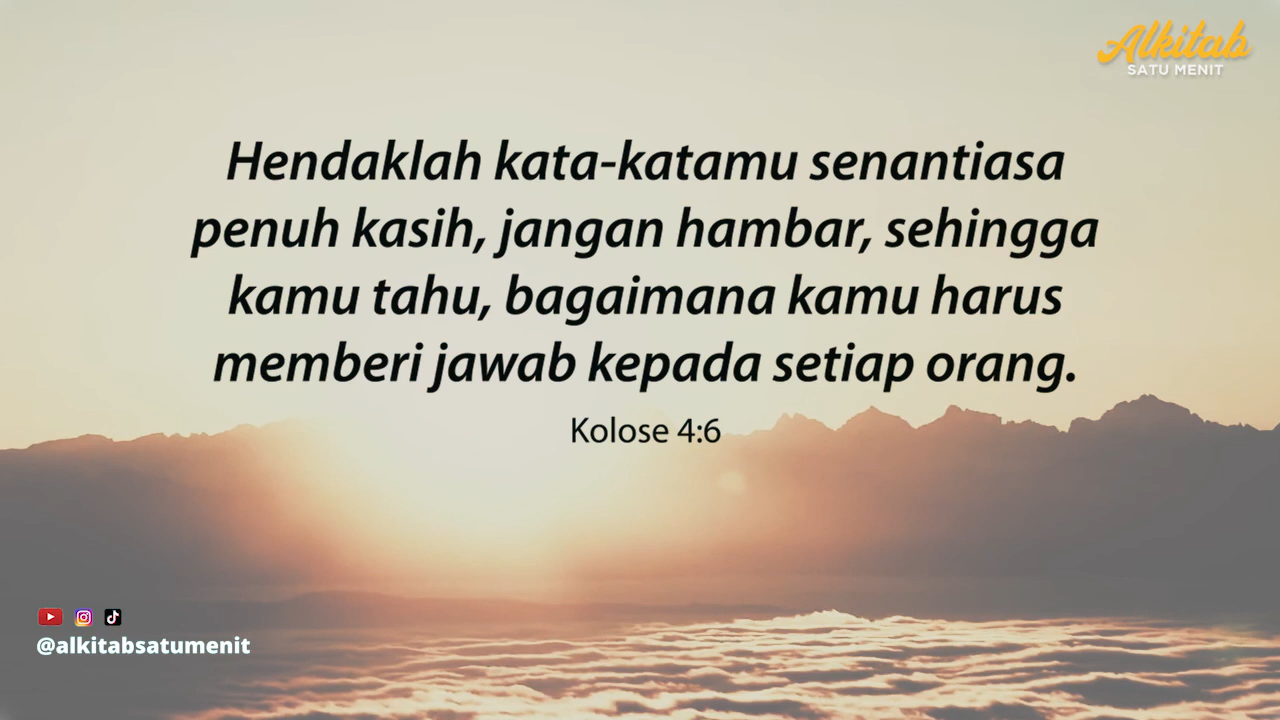 Alkitab
SATU MENIT
Hendaklah kata-katamu senantiasa
penuh kasih, jangan hambar, sehingga
kamu tahu, bagaimana kamu harus
memberi jawab kepada setiap orang.
Kolose 4:6
@alkitabsatumenit